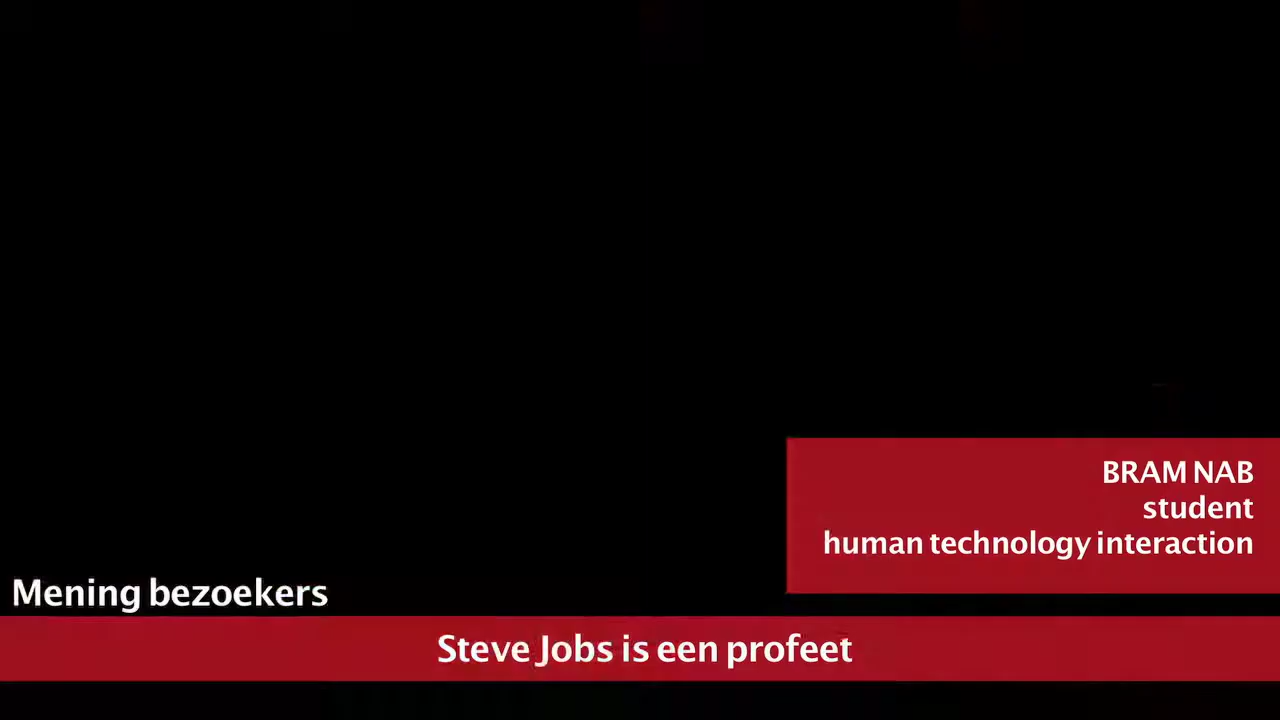 BRAM NAB
student
human technology interaction
Mening bezoekers
Steve Jobs is een profeet